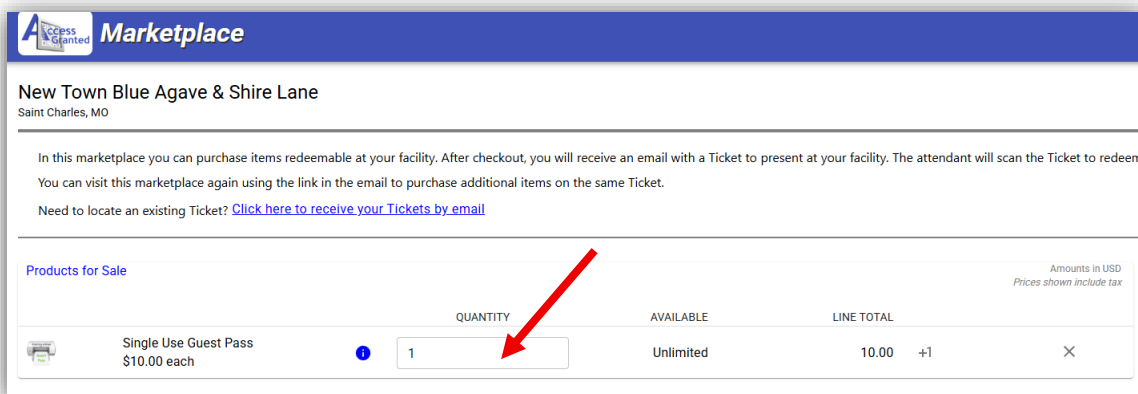 Access Granted Marketplace
New Town Blue Agave & Shire Lane
Saint Charles, MO
In this marketplace you can purchase items redeemable at your facility. After checkout, you will receive an email with a Ticket to present at your facility. The attendant will scan the Ticket to redeem
You can visit this marketplace again using the link in the email to purchase additional items on the same Ticket.
Need to locate an existing Ticket? Click here to receive your Tickets by email
Products for Sale
Amounts in USD
Prices shown include tax
QUANTITY AVAILABLE LINE TOTAL
Single Use Guest Pass
$10.00 each
1 Unlimited 10.00 +1